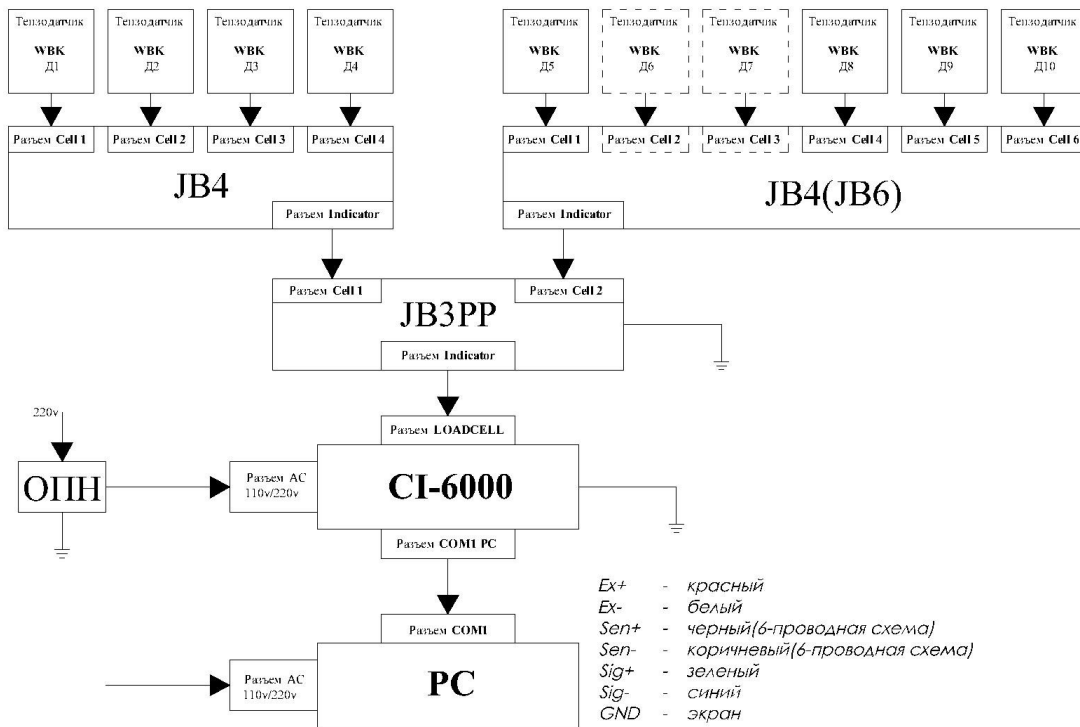 Тензодатчик Тензодатчик Тензодатчик Тензодатчик Тензодатчик Тензодатчик Тензодатчик Тензодатчик Тензодатчик Тензодатчик
WBK WBK WBK WBK WBK WBK WBK WBK WBK WBK
Д1 Д2 Д3 Д4 Д5 Д6 Д7 Д8 Д9 Д10
Разъем Cell 1 Разъем Cell 2 Разъем Cell 3 Разъем Cell 4 Разъем Cell 1 Разъем Cell 2 Разъем Cell 3 Разъем Cell 4 Разъем Cell 5 Разъем Cell 6
JB4 JB4(JB6)
Разъем Indicator Разъем Indicator
Разъем Cell 1 Разъем Cell 2
JB3PP
Разъем Indicator
220v
Разъем LOADCELL
ОПН
Разъем AC
110v/220v
CI-6000
Разъем COM1 PC
Ex+ - красный
Ex- - белый
Sen+ - черный(6-проводная схема)
Sen- - коричневый(6-проводная схема)
Sig+ - зеленый
Sig- - синий
GND - экран
Разъем COM1
Разъем AC
110v/220v
PC